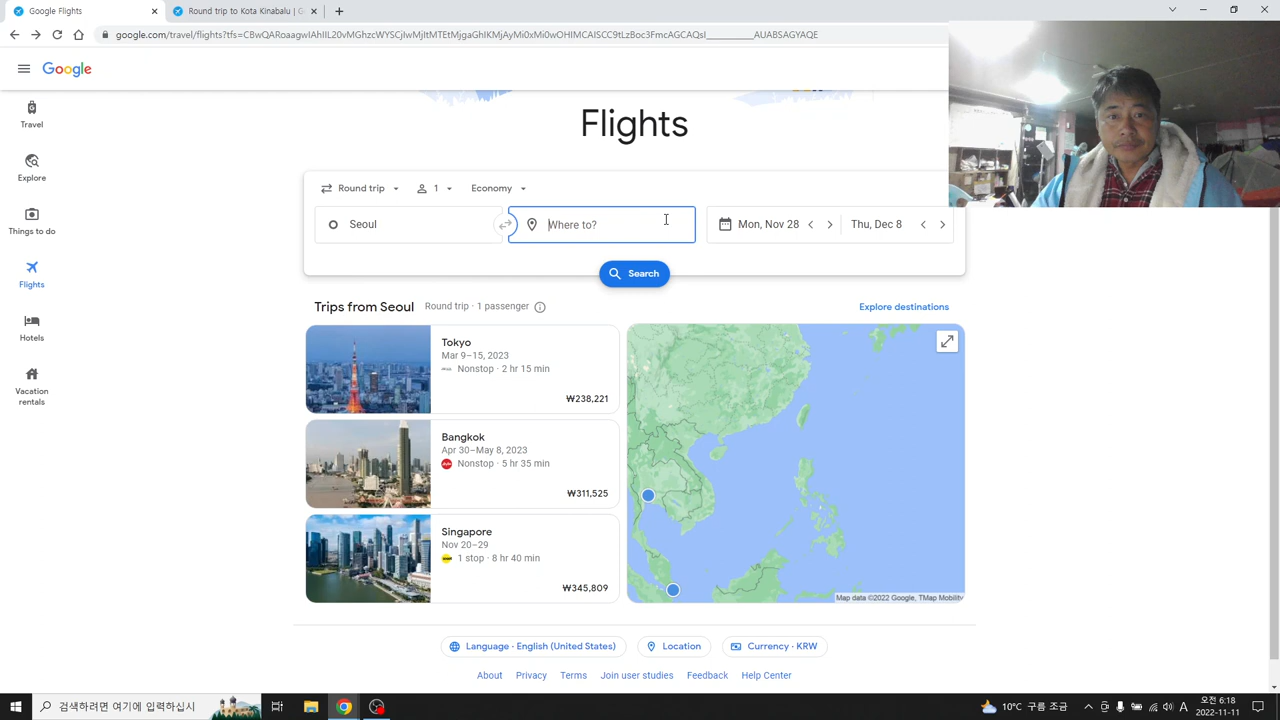 Google Flights
Round trip to Kota Kinabalu | G
google.com/travel/flights
Google
Travel
Explore
Things to do
Flights
Hotels
Vacation
rentals
Flights
Round trip
1
Economy
Seoul
Where to?
Mon, Nov 28
Thu, Dec 8
Search
Trips from Seoul
Round trip · 1 passenger
Explore destinations
Tokyo
Mar 9–15, 2023
Nonstop · 2 hr 15 min
₩238,221
Bangkok
Apr 30–May 8, 2023
Nonstop · 5 hr 35 min
₩311,525
Singapore
Nov 20–29
1 stop · 8 hr 40 min
₩345,809
Map data ©2022 Google, TMap Mobility
Language · English (United States)
Location
Currency · KRW
About
Privacy
Terms
Join user studies
Feedback
Help Center
검색하려면 여기에 입력하십시
10°C 구름 조금
A
오전 6:18
2022-11-11